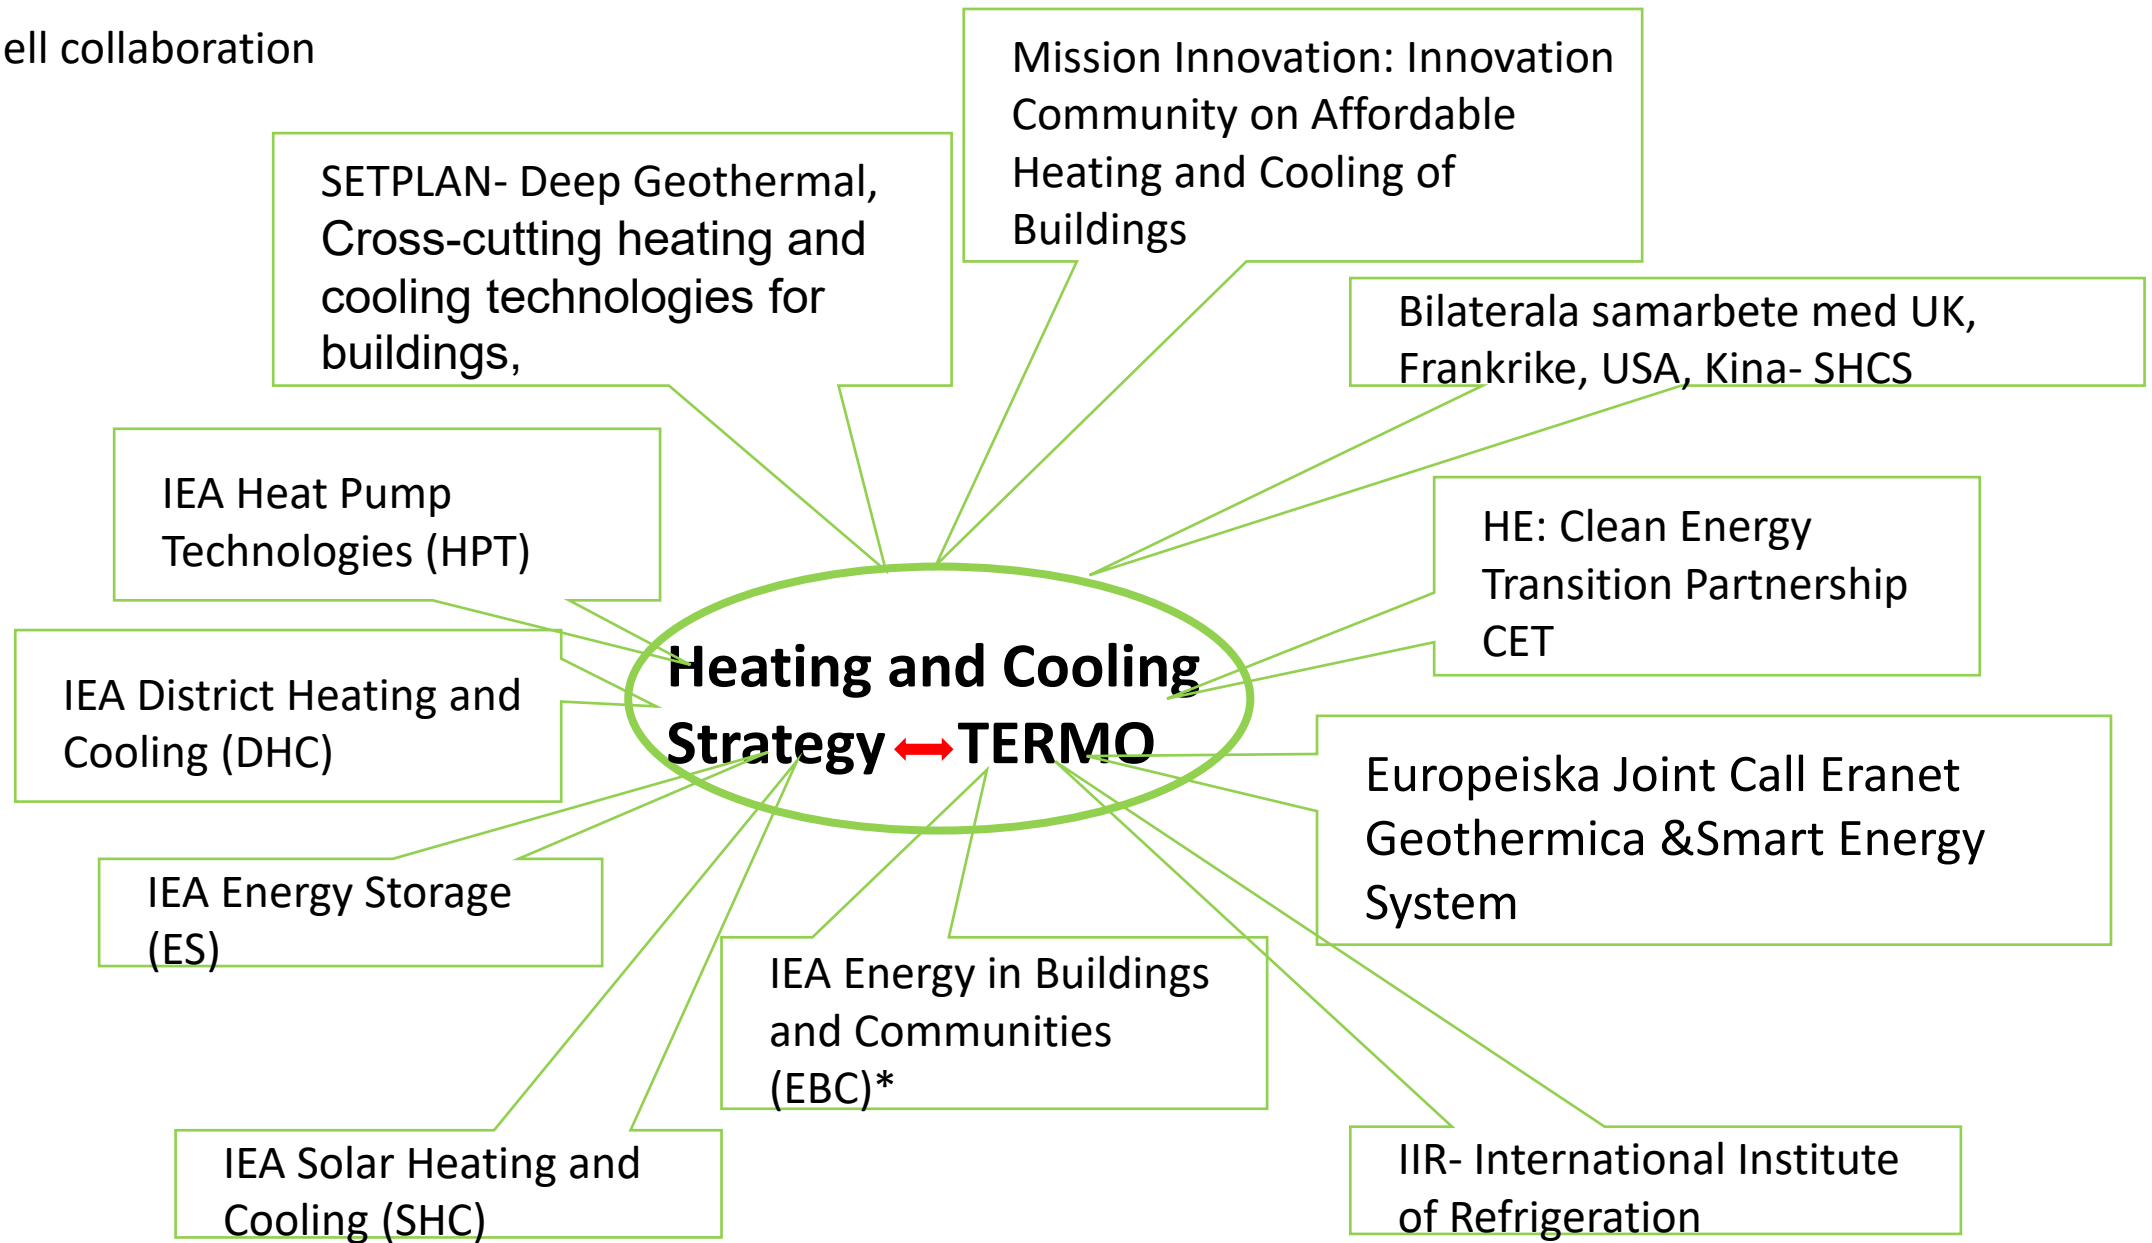 ell collaboration
Mission Innovation: Innovation
Community on Affordable
Heating and Cooling of
Buildings
SETPLAN- Deep Geothermal,
Cross-cutting heating and
cooling technologies for
buildings,
Bilaterala samarbete med UK,
Frankrike, USA, Kina- SHCS
IEA Heat Pump
Technologies (HPT)
HE: Clean Energy
Transition Partnership
CET
Heating and Cooling
Strategy TERMO
IEA District Heating and
Cooling (DHC)
Europeiska Joint Call Eranet
Geothermica &Smart Energy
System
IEA Energy Storage
(ES)
IEA Energy in Buildings
and Communities
(EBC)*
IEA Solar Heating and
Cooling (SHC)
IIR- International Institute
of Refrigeration